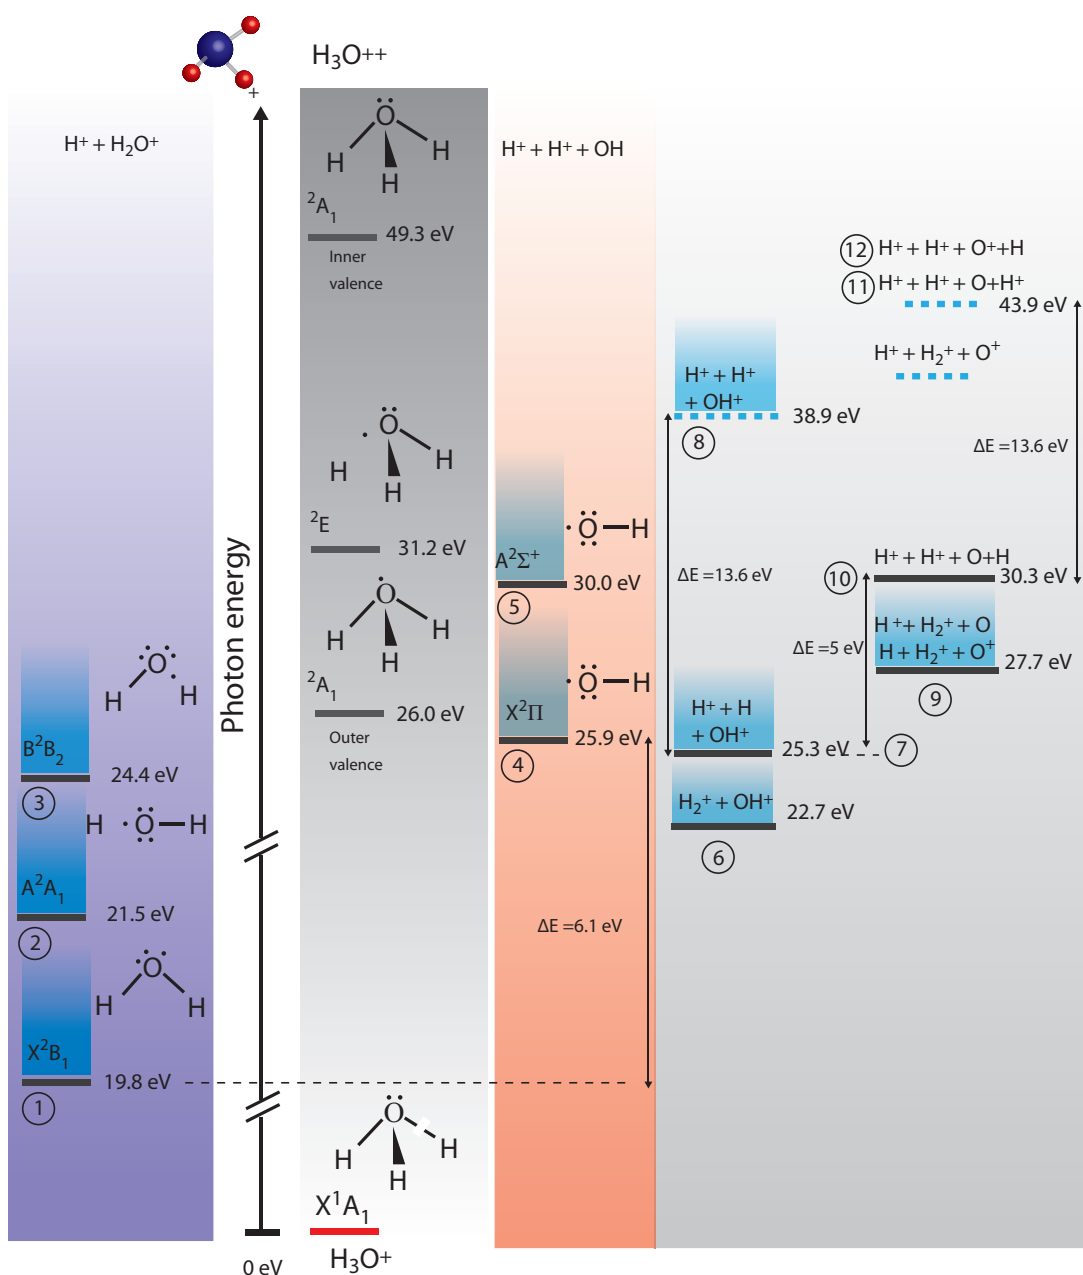 H₃O++
+
H⁺ + H₂O⁺
H⁺ + H⁺ + OH
O
H
H
H
²A₁
49.3 eV
Inner
valence
12
H⁺ + H⁺ + O⁺+H
11
H⁺ + H⁺ + O+H⁺
43.9 eV
H⁺ + H₂⁺ + O⁺
H⁺ + H⁺
+ OH⁺
38.9 eV
8
ΔE =13.6 eV
O
H
H
H
²E
31.2 eV
Photon energy
A²Σ⁺
O
H
30.0 eV
5
ΔE =13.6 eV
H⁺ + H⁺ + O+H
10
30.3 eV
H⁺+ H₂⁺ + O
H + H₂⁺ + O⁺
ΔE =5 eV
27.7 eV
9
O
H
H
H
²A₁
26.0 eV
Outer
valence
X²Π
O
H
25.9 eV
4
H⁺ + H
+ OH⁺
25.3 eV
7
H₂⁺ + OH⁺
22.7 eV
6
O
H
H
B²B₂
24.4 eV
3
H
O
H
A²A₁
21.5 eV
2
ΔE =6.1 eV
O
H
H
X²B₁
19.8 eV
1
O
H
H
H
X¹A₁
H₃O⁺
0 eV